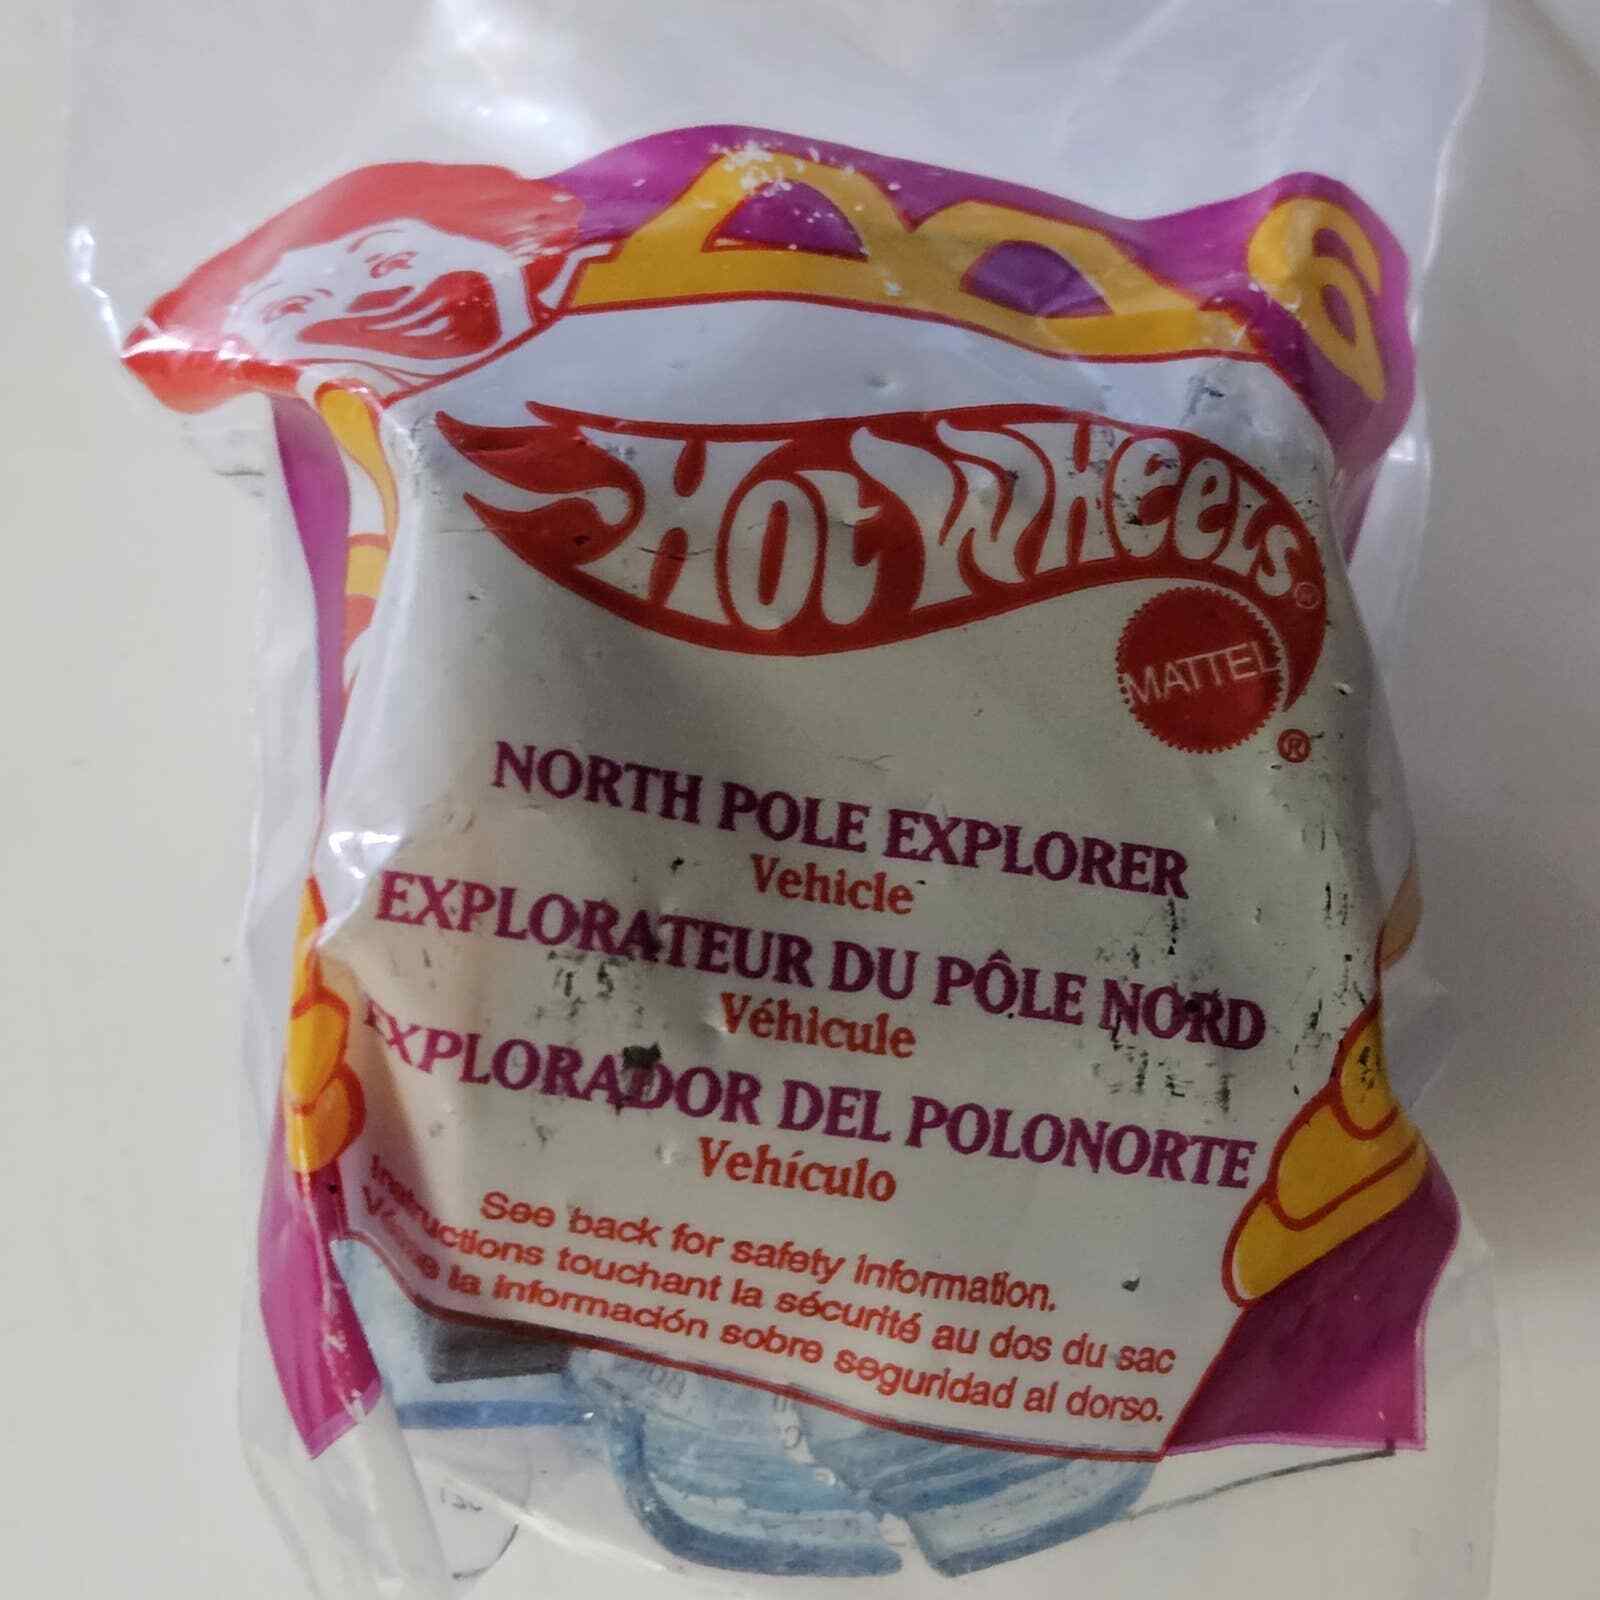 HOT WHEELS
MATTEL
®
NORTH POLE EXPLORER
Vehicle
EXPLORATEUR DU PÔLE NORD
Véhicule
EXPLORADOR DEL POLONORTE
Vehículo
See back for safety information.
Instructions touchant la sécurité au dos du sac
la información sobre seguridad al dorso.